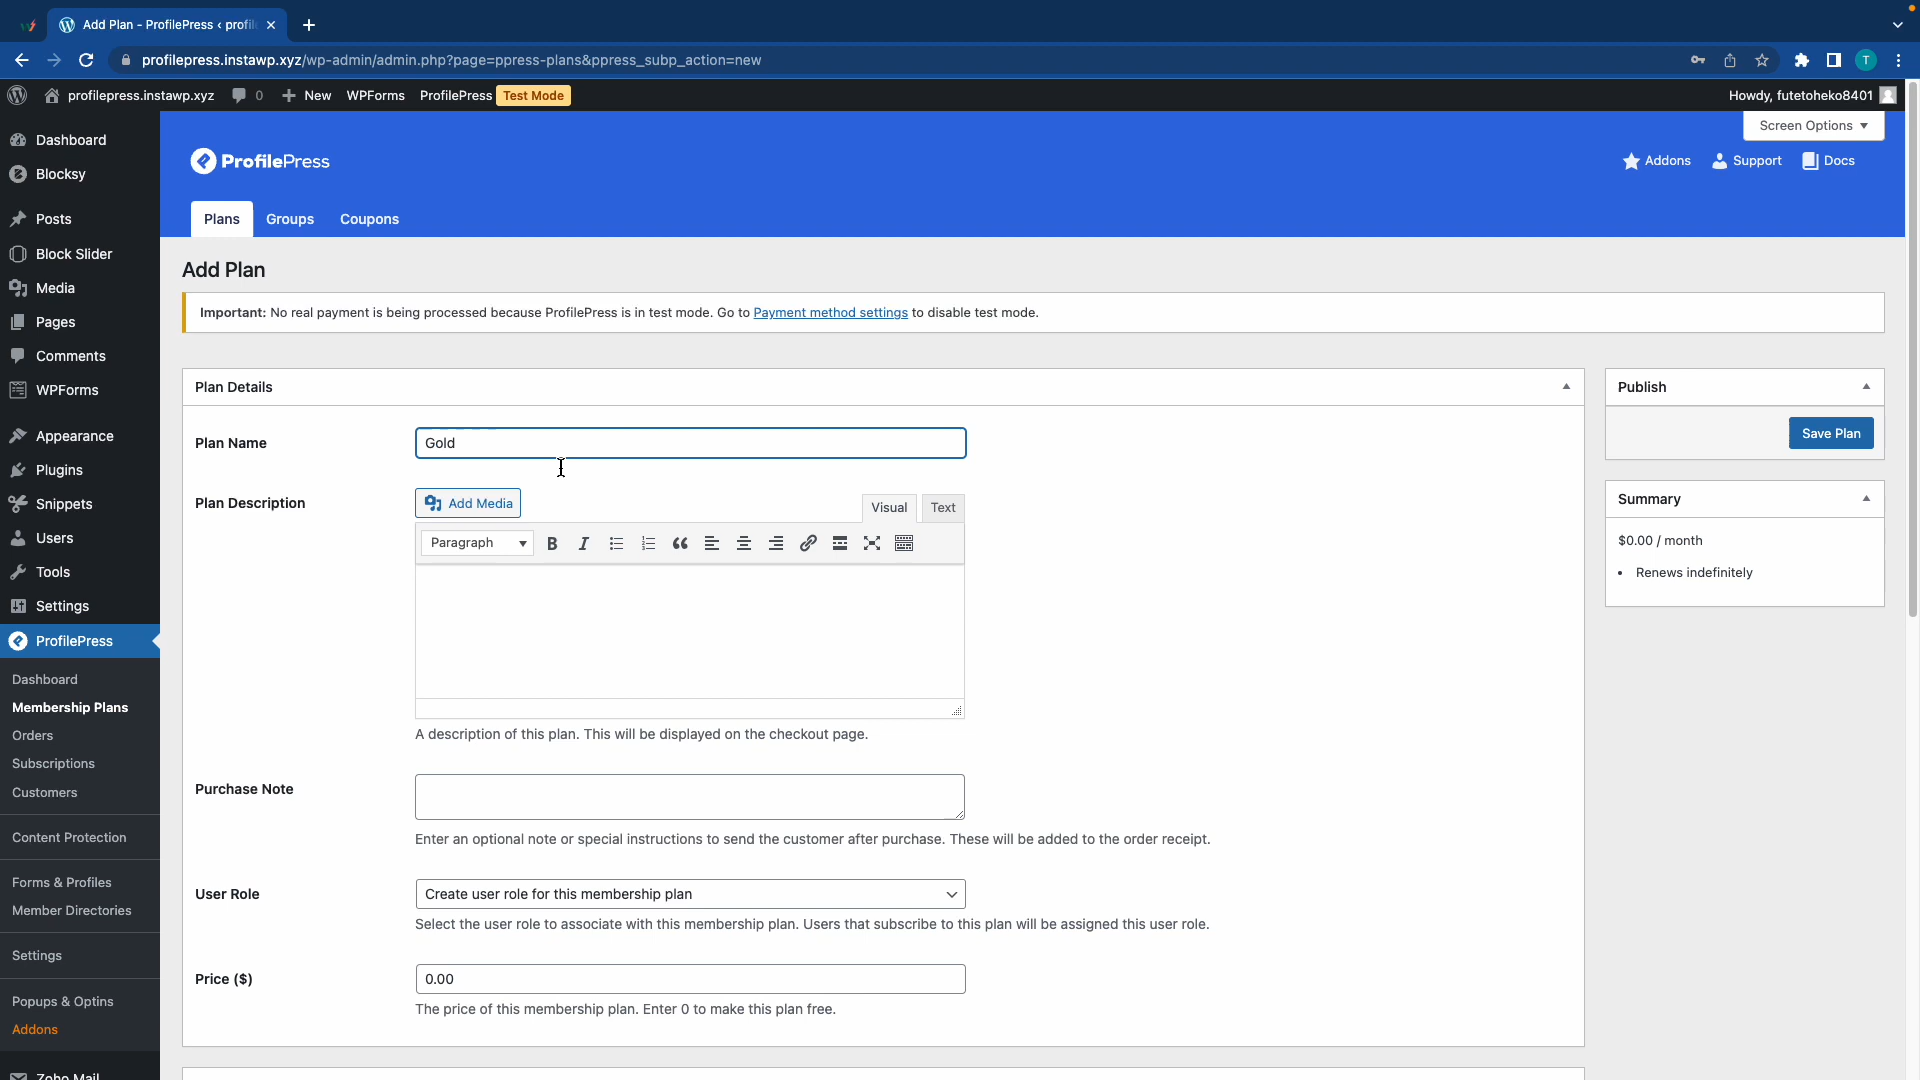 Add Plan - ProfilePress ‹ profil
profilepress.instawp.xyz/wp-admin/admin.php?page=ppress-plans&ppress_subp_action=new
T
profilepress.instawp.xyz 0 New WPForms ProfilePress Test Mode Howdy, futetoheko8401
Screen Options
ProfilePress
Addons Support Docs
Plans Groups Coupons
Dashboard
Blocksy
Posts
Block Slider
Media
Pages
Comments
WPForms
Appearance
Plugins
Snippets
Users
Tools
Settings
ProfilePress
Dashboard
Membership Plans
Orders
Subscriptions
Customers
Content Protection
Forms & Profiles
Member Directories
Settings
Popups & Optins
Addons
Zoho Mail
Add Plan
Important: No real payment is being processed because ProfilePress is in test mode. Go to Payment method settings to disable test mode.
Plan Details
Plan Name
Gold
Plan Description
Add Media
Visual Text
Paragraph
A description of this plan. This will be displayed on the checkout page.
Purchase Note
Enter an optional note or special instructions to send the customer after purchase. These will be added to the order receipt.
User Role
Create user role for this membership plan
Select the user role to associate with this membership plan. Users that subscribe to this plan will be assigned this user role.
Price ($)
0.00
The price of this membership plan. Enter 0 to make this plan free.
Publish
Save Plan
Summary
$0.00 / month
Renews indefinitely